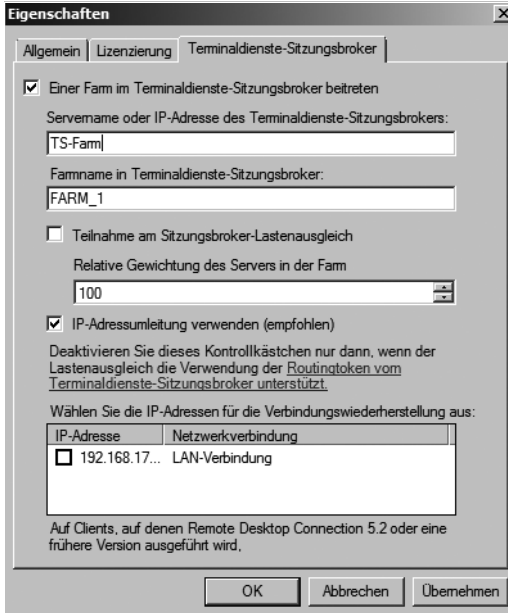 Eigenschaften
Allgemein Lizenzierung Terminaldienste-Sitzungsbroker
Einer Farm im Terminaldienste-Sitzungsbroker beitreten
Servername oder IP-Adresse des Terminaldienste-Sitzungsbrokers:
TS-Farm
Farmname in Terminaldienste-Sitzungsbroker:
FARM_1
Teilnahme am Sitzungsbroker-Lastenausgleich
Relative Gewichtung des Servers in der Farm
100
IP-Adressumleitung verwenden (empfohlen)
Deaktivieren Sie dieses Kontrollkästchen nur dann, wenn der
Lastenausgleich die Verwendung der Routingtoken vom
Terminaldienste-Sitzungsbroker unterstützt.
Wählen Sie die IP-Adressen für die Verbindungswiederherstellung aus:
IP-Adresse Netzwerkverbindung
192.168.17... LAN-Verbindung
Auf Clients, auf denen Remote Desktop Connection 5.2 oder eine
frühere Version ausgeführt wird,
OK Abbrechen Übernehmen